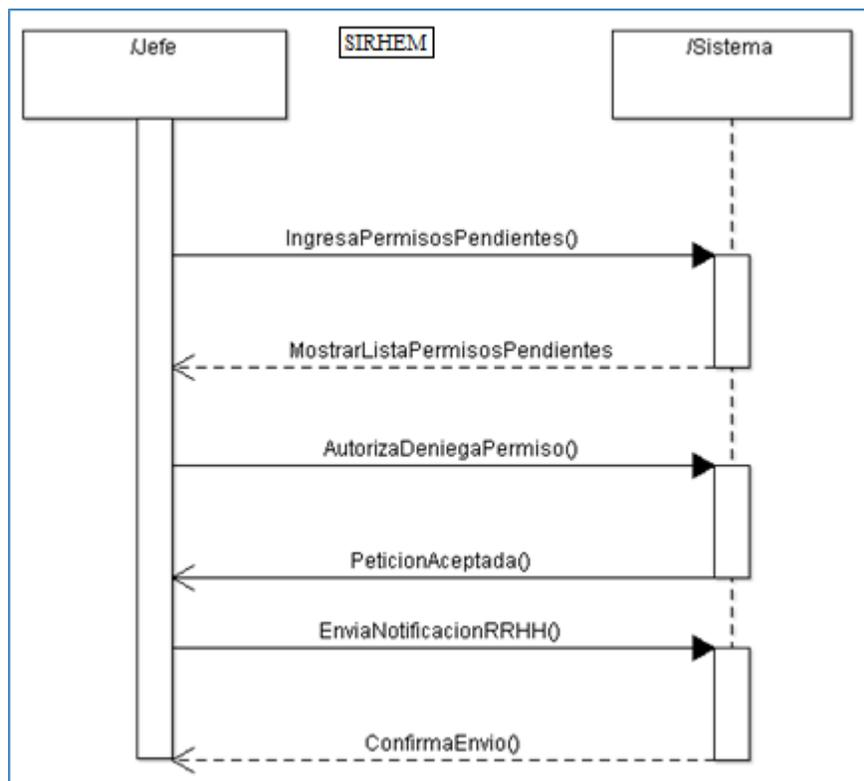 /Jefe
SIRHEM
/Sistema
IngresaPermisosPendientes()
MostrarListaPermisosPendientes
AutorizaDeniegaPermiso()
PeticionAceptada()
EnviaNotificacionRRHH()
ConfirmaEnvio()